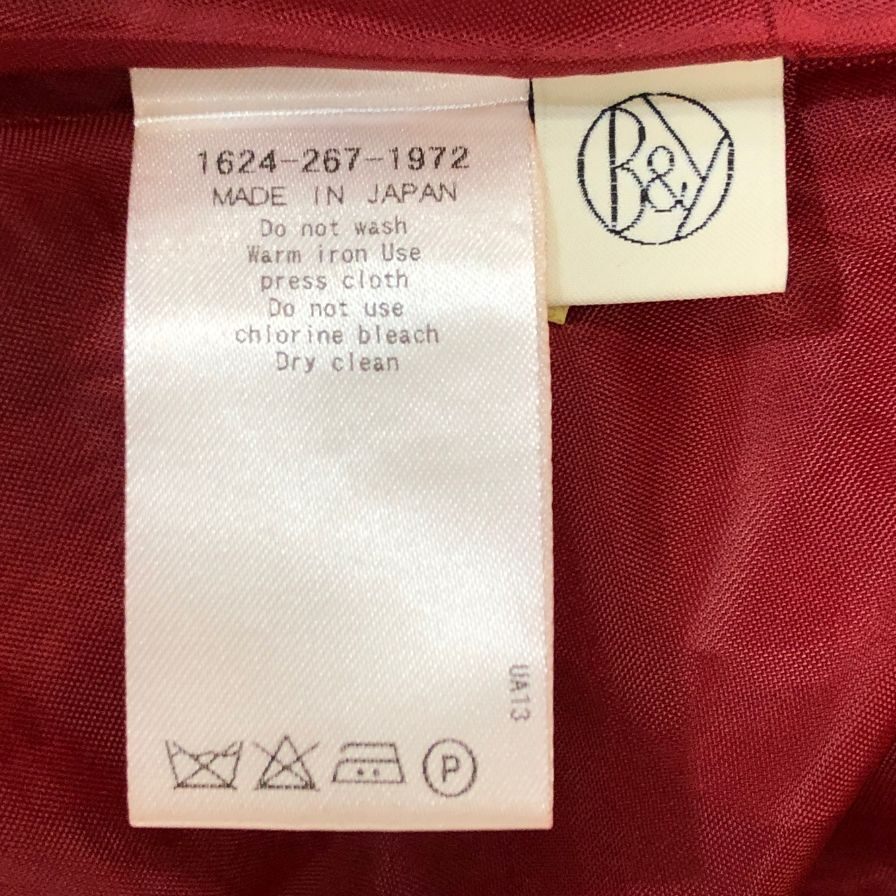 1624-267-1972
MADE IN JAPAN
Do not wash
Warm iron Use
press cloth
Do not use
chlorine bleach
Dry clean
UA13
P
B&Y